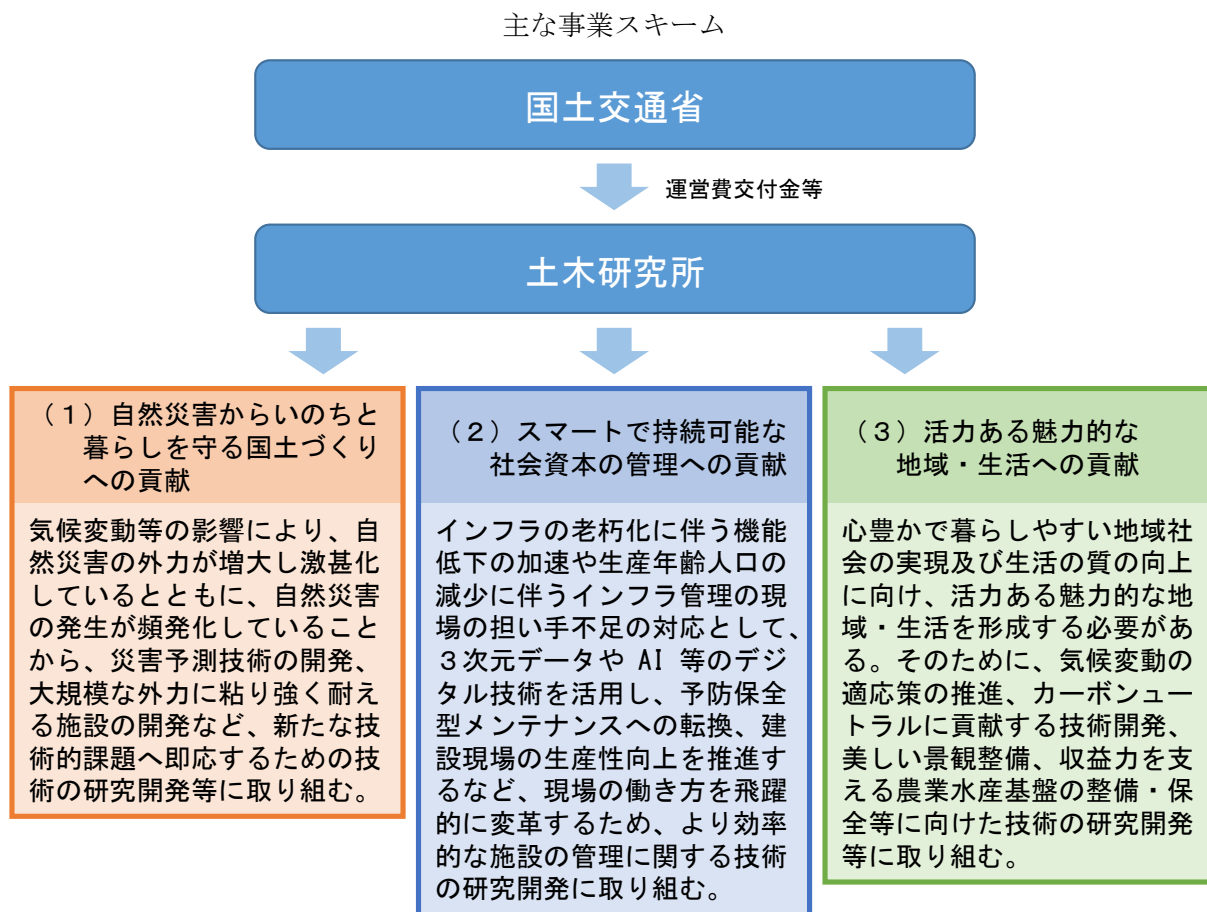 主な事業スキーム
国土交通省
運営費交付金等
土木研究所
（１）自然災害からいのちと
暮らしを守る国土づくり
への貢献
気候変動等の影響により、自
然災害の外力が増大し激甚化
しているとともに、自然災害
の発生が頻発化していること
から、災害予測技術の開発、
大規模な外力に粘り強く耐え
る施設の開発など、新たな技
術的課題へ即応するための技
術の研究開発等に取り組む。
（２）スマートで持続可能な
社会資本の管理への貢献
インフラの老朽化に伴う機能
低下の加速や生産年齢人口の
減少に伴うインフラ管理の現
場の担い手不足の対応として、
３次元データや AI 等のデジ
タル技術を活用し、予防保全
型メンテナンスへの転換、建
設現場の生産性向上を推進す
るなど、現場の働き方を飛躍
的に変革するため、より効率
的な施設の管理に関する技術
の研究開発に取り組む。
（３）活力ある魅力的な
地域・生活への貢献
心豊かで暮らしやすい地域社
会の実現及び生活の質の向上
に向け、活力ある魅力的な地
域・生活を形成する必要があ
る。そのために、気候変動の
適応策の推進、カーボンュー
トラルに貢献する技術開発、
美しい景観整備、収益力を支
える農業水産基盤の整備・保
全等に向けた技術の研究開発
等に取り組む。